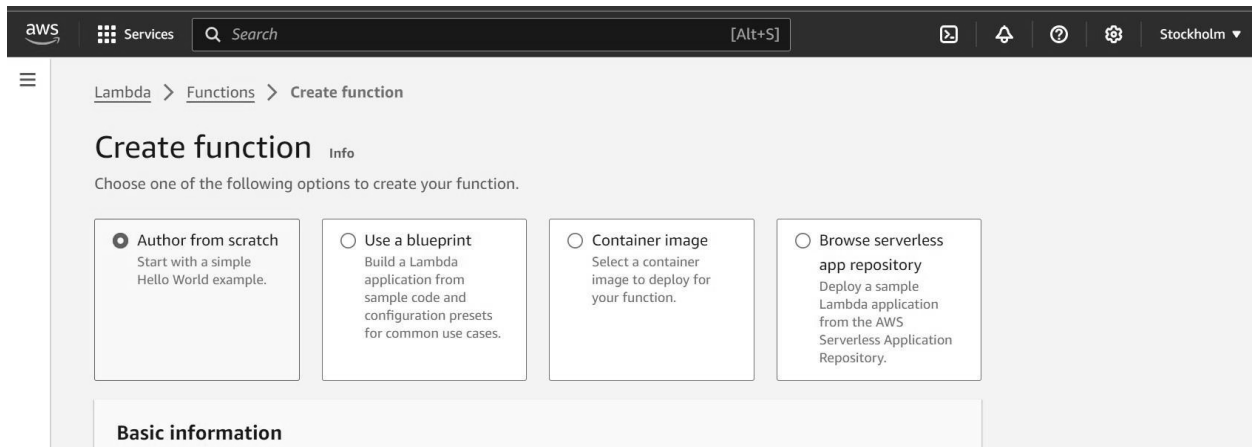 aws Services Search [Alt+S] Stockholm
Lambda > Functions > Create function
Create function Info
Choose one of the following options to create your function.
Author from scratch
Start with a simple
Hello World example.
Use a blueprint
Build a Lambda
application from
sample code and
configuration presets
for common use cases.
Container image
Select a container
image to deploy for
your function.
Browse serverless
app repository
Deploy a sample
Lambda application
from the AWS
Serverless Application
Repository.
Basic information